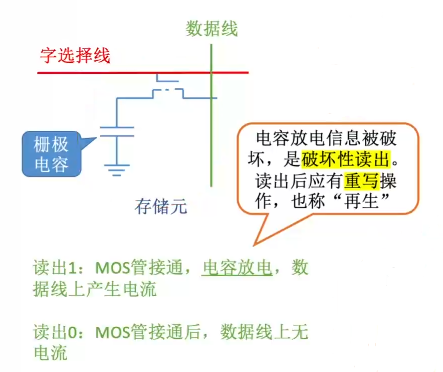 数据线
字选择线
栅极
电容
电容放电信息被破
坏，是破坏性读出。
读出后应有重写操
作，也称“再生”
存储元
读出1：MOS管接通，电容放电，数
据线上产生电流
读出0：MOS管接通后，数据线上无
电流